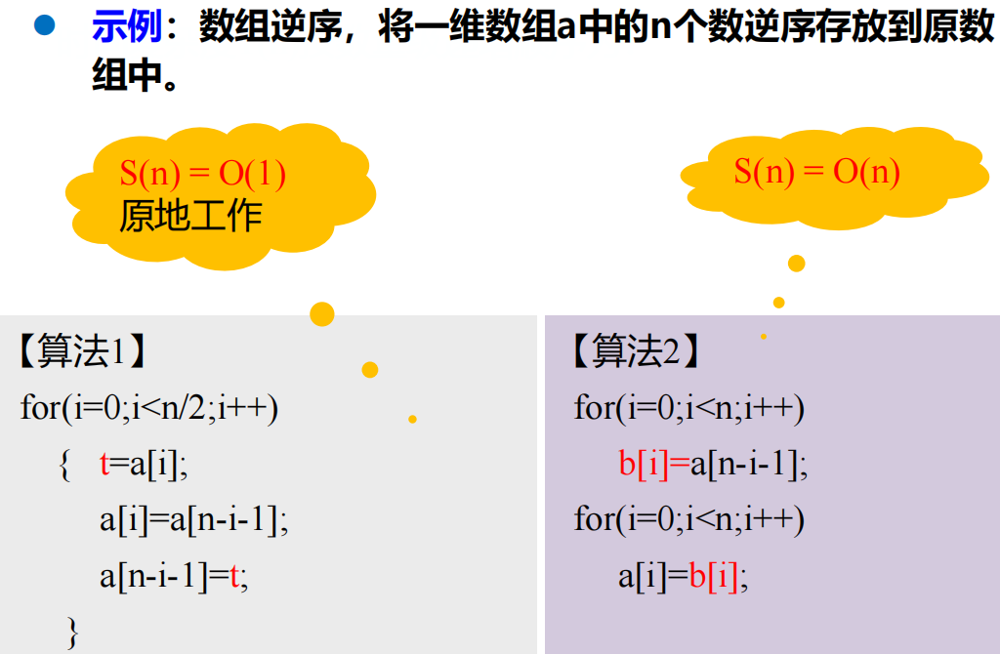 示例：数组逆序，将一维数组a中的n个数逆序存放到原数
组中。
S(n) = O(1)
原地工作
S(n) = O(n)
【算法1】
for(i=0;i<n/2;i++)
{ t=a[i];
a[i]=a[n-i-1];
a[n-i-1]=t;
}
【算法2】
for(i=0;i<n;i++)
b[i]=a[n-i-1];
for(i=0;i<n;i++)
a[i]=b[i];